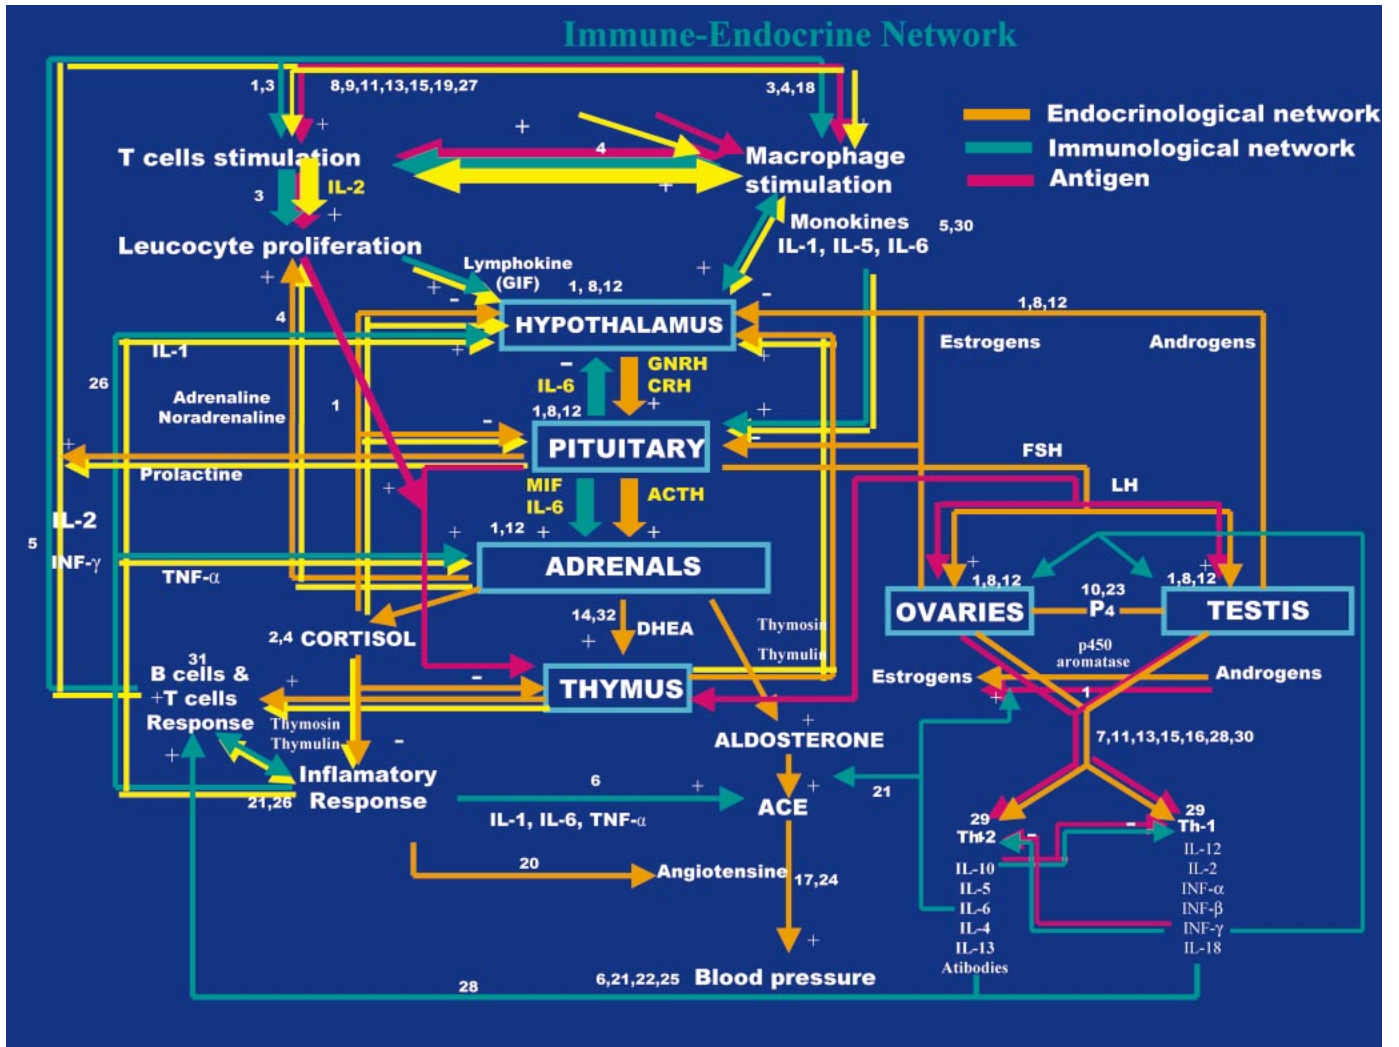 Immune-Endocrine Network
1,3
8,9,11,13,15,19,27
3,4,18
Endocrinological network
Immunological network
Antigen
+
+
+
T cells stimulation
4
Macrophage
stimulation
+
3
IL-2
+
Monokines
IL-1, IL-5, IL-6
5,30
Leucocyte proliferation
+
Lymphokine
(GIF)
+
+
1, 8,12
-
-
1,8,12
4
HYPOTHALAMUS
Estrogens
Androgens
IL-1
+
+
26
-
IL-6
GNRH
CRH
+
Adrenaline
Noradrenaline
1
1,8,12
+
-
-
+
PITUITARY
FSH
Prolactine
MIF
IL-6
ACTH
LH
+
IL-2
1,12
+
+
+
5
INF-γ
TNF-α
ADRENALS
+
+
1,8,12
1,8,12
10,23
OVARIES
P4
TESTIS
14,32
DHEA
Thymosin
2,4 CORTISOL
+
p450
aromatase
Thymulin
31
B cells &
T cells
Response
+
+
-
THYMUS
Estrogens
Androgens
1
+
Thymosin
Thymulin
+
-
+
ALDOSTERONE
7,11,13,15,16,28,30
Inflamatory
Response
21,26
6
+
ACE
21
IL-1, IL-6, TNF-α
29
Th-2
-
-
29
Th-1
20
Angiotensine
17,24
IL-10
IL-5
IL-6
IL-4
IL-13
Atibodies
IL-12
IL-2
INF-α
INF-β
INF-γ
IL-18
+
6,21,22,25
Blood pressure
28